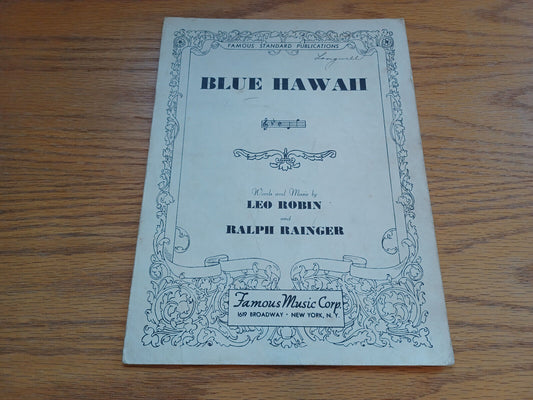 FAMOUS STANDARD PUBLICATIONS
Longwell
BLUE HAWAII
Words and Music by
LEO ROBIN
and
RALPH RAINGER
Famous Music Corp.
1619 BROADWAY - NEW YORK, N. Y.